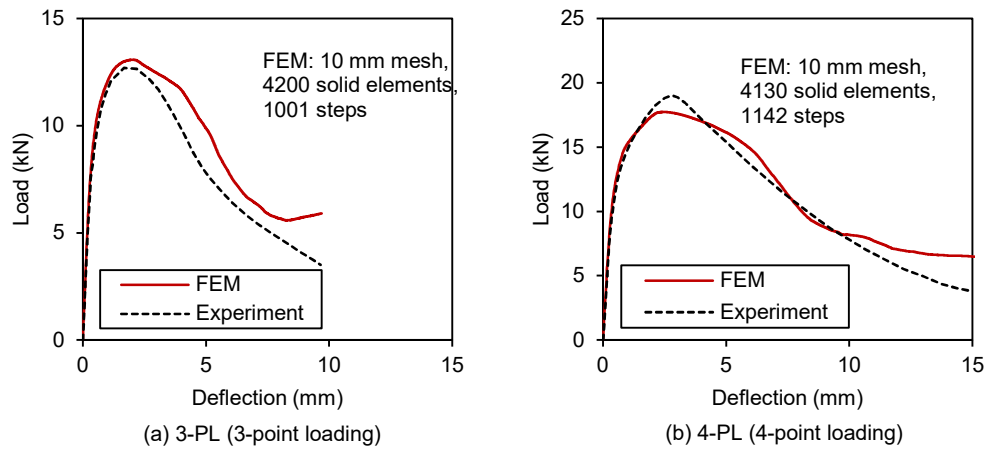 15
10
5
0
Load (kN)
FEM: 10 mm mesh,
4200 solid elements,
1001 steps
FEM
Experiment
0
5
10
15
Deflection (mm)
(a) 3-PL (3-point loading)
25
20
15
10
5
0
Load (kN)
FEM: 10 mm mesh,
4130 solid elements,
1142 steps
FEM
Experiment
0
5
10
15
Deflection (mm)
(b) 4-PL (4-point loading)